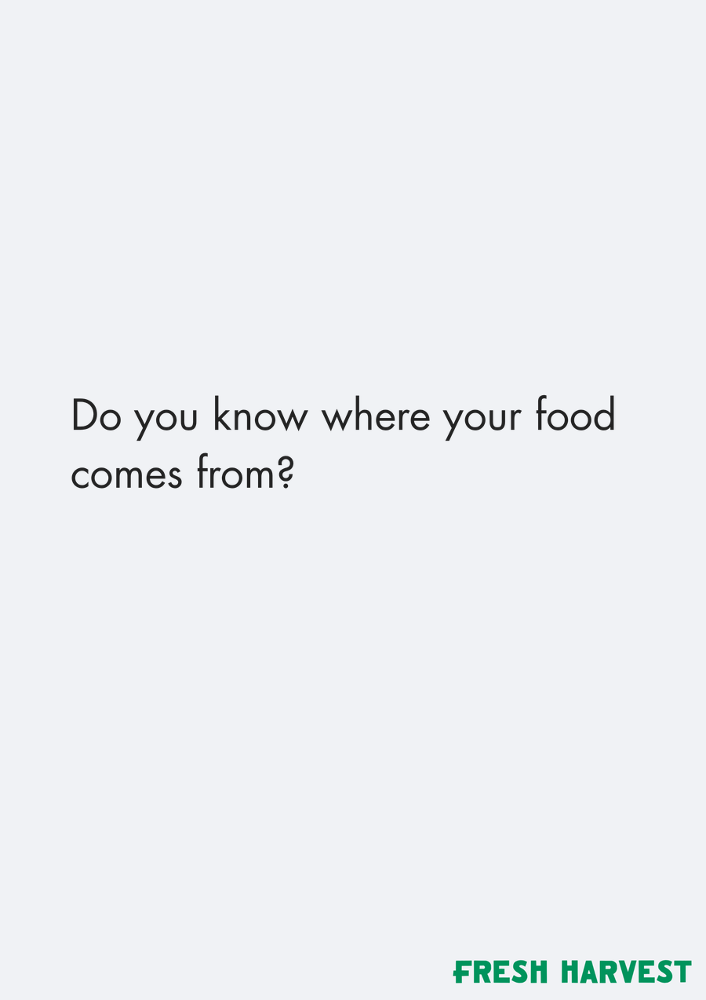 Do you know where your food
comes from?
FRESH HARVEST